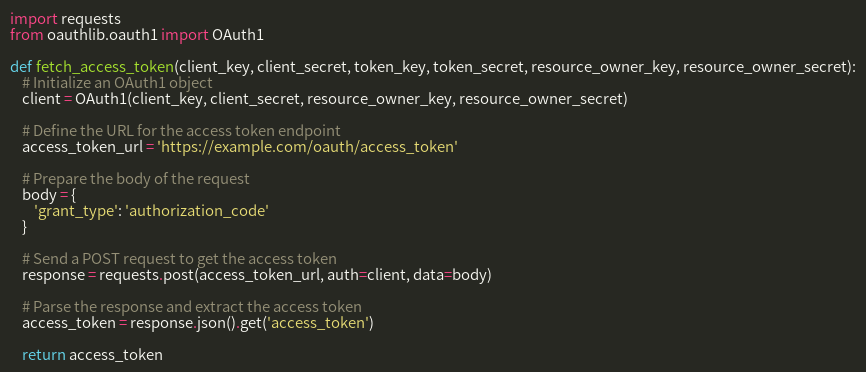 import requests
from oauthlib.oauth1 import OAuth1
def fetch_access_token(client_key, client_secret, token_key, token_secret, resource_owner_key, resource_owner_secret):
# Initialize an OAuth1 object
client = OAuth1(client_key, client_secret, resource_owner_key, resource_owner_secret)
# Define the URL for the access token endpoint
access_token_url = 'https://example.com/oauth/access_token'
# Prepare the body of the request
body = {
'grant_type': 'authorization_code'
}
# Send a POST request to get the access token
response = requests.post(access_token_url, auth=client, data=body)
# Parse the response and extract the access token
access_token = response.json().get('access_token')
return access_token